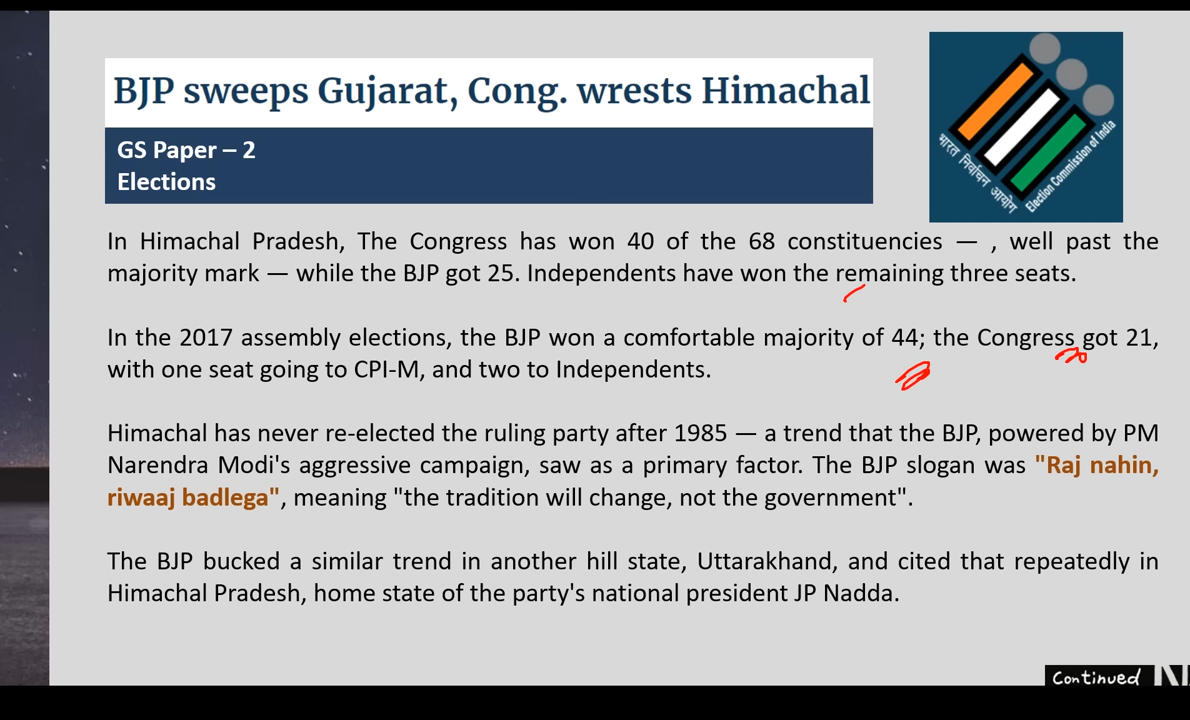 BJP sweeps Gujarat, Cong. wrests Himachal
GS Paper – 2
Elections
भारत निर्वाचन आयोग
Election Commission of India
In Himachal Pradesh, The Congress has won 40 of the 68 constituencies — , well past the
majority mark — while the BJP got 25. Independents have won the remaining three seats.
In the 2017 assembly elections, the BJP won a comfortable majority of 44; the Congress got 21,
with one seat going to CPI-M, and two to Independents.
Himachal has never re-elected the ruling party after 1985 — a trend that the BJP, powered by PM
Narendra Modi's aggressive campaign, saw as a primary factor. The BJP slogan was "Raj nahin,
riwaaj badlega", meaning "the tradition will change, not the government".
The BJP bucked a similar trend in another hill state, Uttarakhand, and cited that repeatedly in
Himachal Pradesh, home state of the party's national president JP Nadda.
Continued